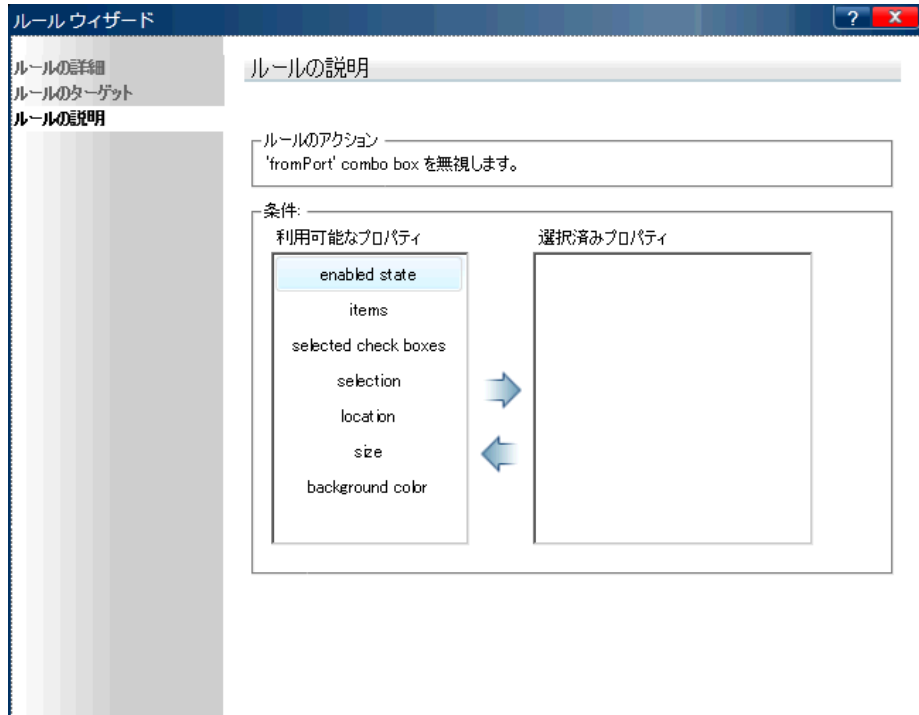 ルール ウィザード
?
X
ルールの詳細
ルールのターゲット
ルールの説明
ルールの説明
ルールのアクション
'fromPort' combo box を無視します。
条件:
利用可能なプロパティ
選択済みプロパティ
enabled state
items
selected check boxes
selection
location
size
background color